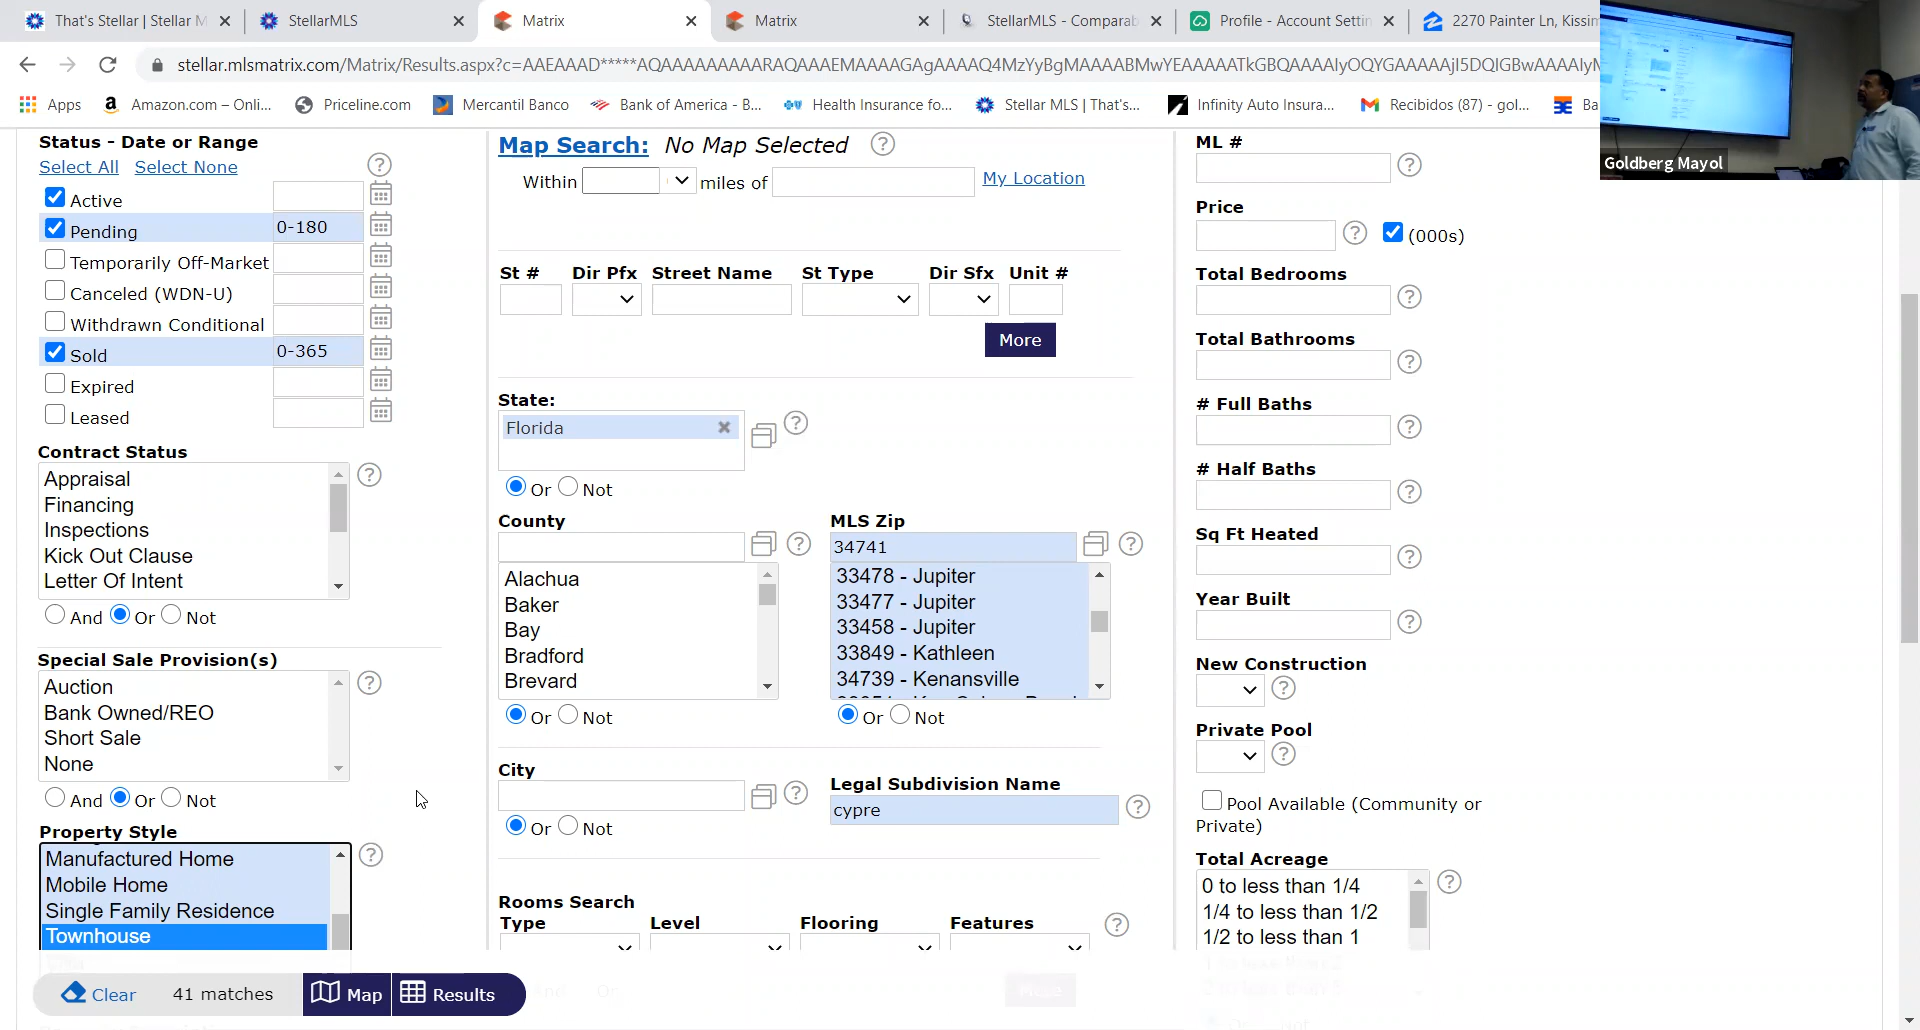 That's Stellar | Stellar M
StellarMLS
Matrix
Matrix
StellarMLS - Comparab
Profile - Account Settin
2270 Painter Ln, Kissim
stellar.mlsmatrix.com/Matrix/Results.aspx?c=AAEAAAD*****AQAAAAAAAAARAQAAAEMAAAAGAgAAAAQ4MzYyBgMAAAABMwYEAAAAATkGBQAAAAIyOQYGAAAAAjI5DQIGBwAAAAIyM
Apps
Amazon.com – Onli...
Priceline.com
Mercantil Banco
Bank of America - B...
Health Insurance fo...
Stellar MLS | That's...
Infinity Auto Insura...
Recibidos (87) - gol...
Ba
Goldberg Mayol
Status - Date or Range
Select All Select None
Active
Pending 0-180
Temporarily Off-Market
Canceled (WDN-U)
Withdrawn Conditional
Sold 0-365
Expired
Leased
Contract Status
Appraisal
Financing
Inspections
Kick Out Clause
Letter Of Intent
And Or Not
Special Sale Provision(s)
Auction
Bank Owned/REO
Short Sale
None
And Or Not
Property Style
Manufactured Home
Mobile Home
Single Family Residence
Townhouse
Clear 41 matches Map Results
Map Search: No Map Selected
Within miles of My Location
St # Dir Pfx Street Name St Type Dir Sfx Unit #
More
State:
Florida
Or Not
County
Alachua
Baker
Bay
Bradford
Brevard
Or Not
MLS Zip
34741
33478 - Jupiter
33477 - Jupiter
33458 - Jupiter
33849 - Kathleen
34739 - Kenansville
Or Not
City
Or Not
Legal Subdivision Name
cypre
Rooms Search
Type Level Flooring Features
ML #
Price
(000s)
Total Bedrooms
Total Bathrooms
# Full Baths
# Half Baths
Sq Ft Heated
Year Built
New Construction
Private Pool
Pool Available (Community or
Private)
Total Acreage
0 to less than 1/4
1/4 to less than 1/2
1/2 to less than 1